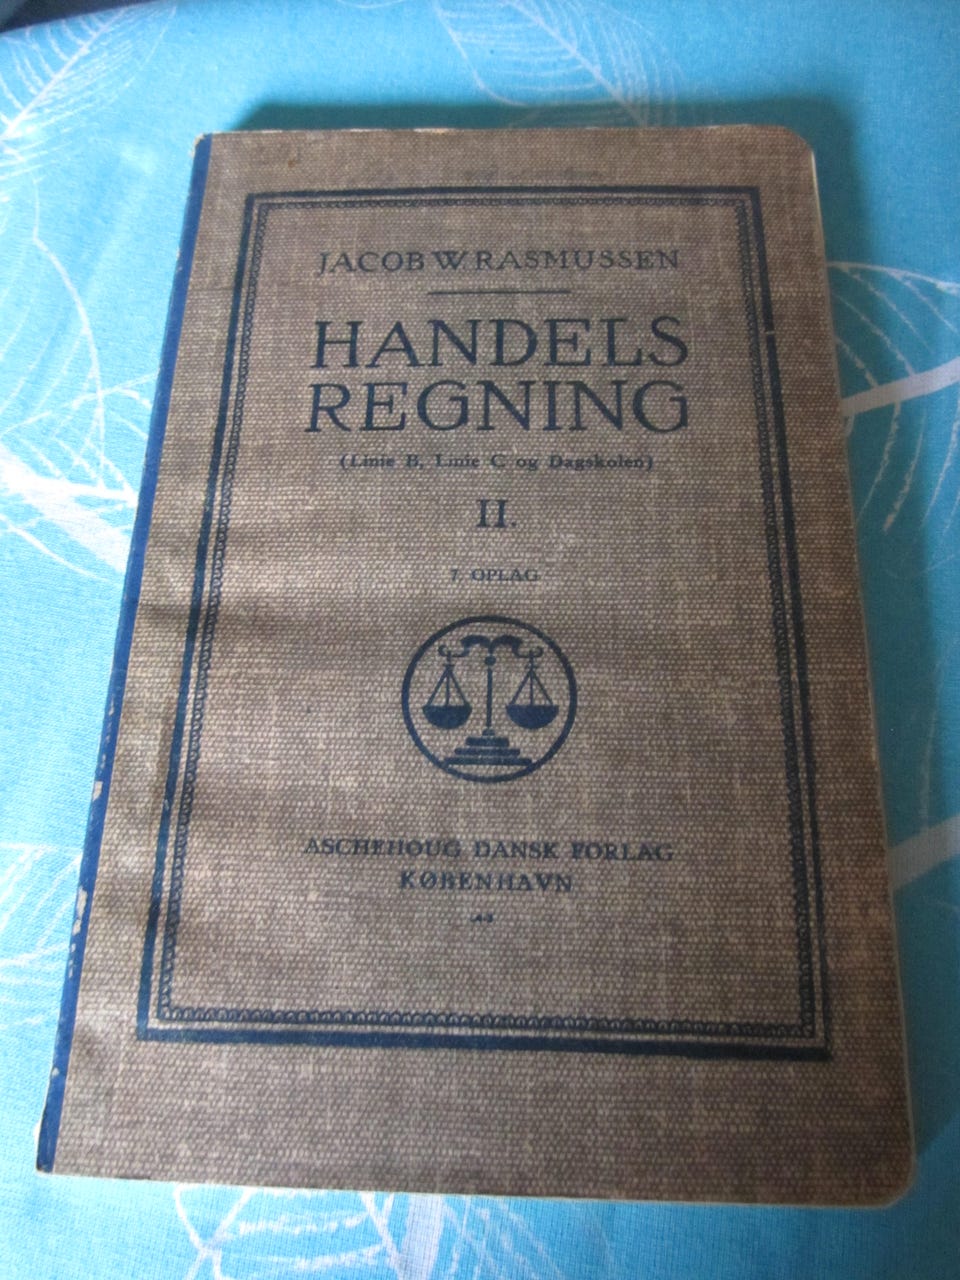 JACOB W. RASMUSSEN
HANDELS
REGNING
(Linie B, Linie C og Dagskolen)
II.
7. OPLAG
ASCHEHOUG DANSK FORLAG
KØBENHAVN